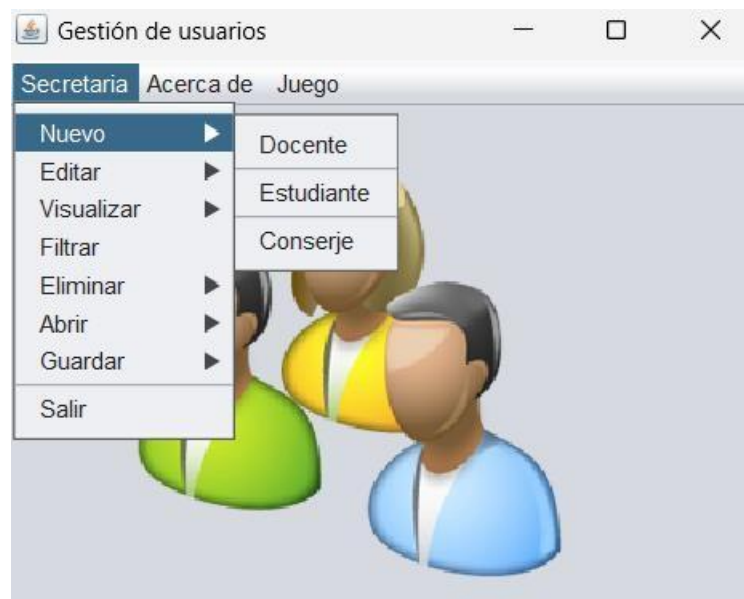 Gestión de usuarios
Secretaria Acerca de Juego
Nuevo
Docente
Editar
Estudiante
Visualizar
Conserje
Filtrar
Eliminar
Abrir
Guardar
Salir